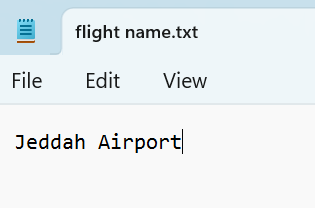 flight name.txt
File Edit View
Jeddah Airport